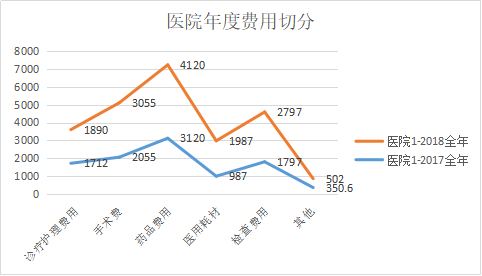 医院年度费用切分
8000
7000
6000
5000
4000
3000
2000
1000
0
1890
3055
4120
1987
2797
502
1712
2055
3120
987
1797
350.6
诊疗护理费用
手术费
药品费用
医用耗材
检查费用
其他
医院1-2018全年
医院1-2017全年